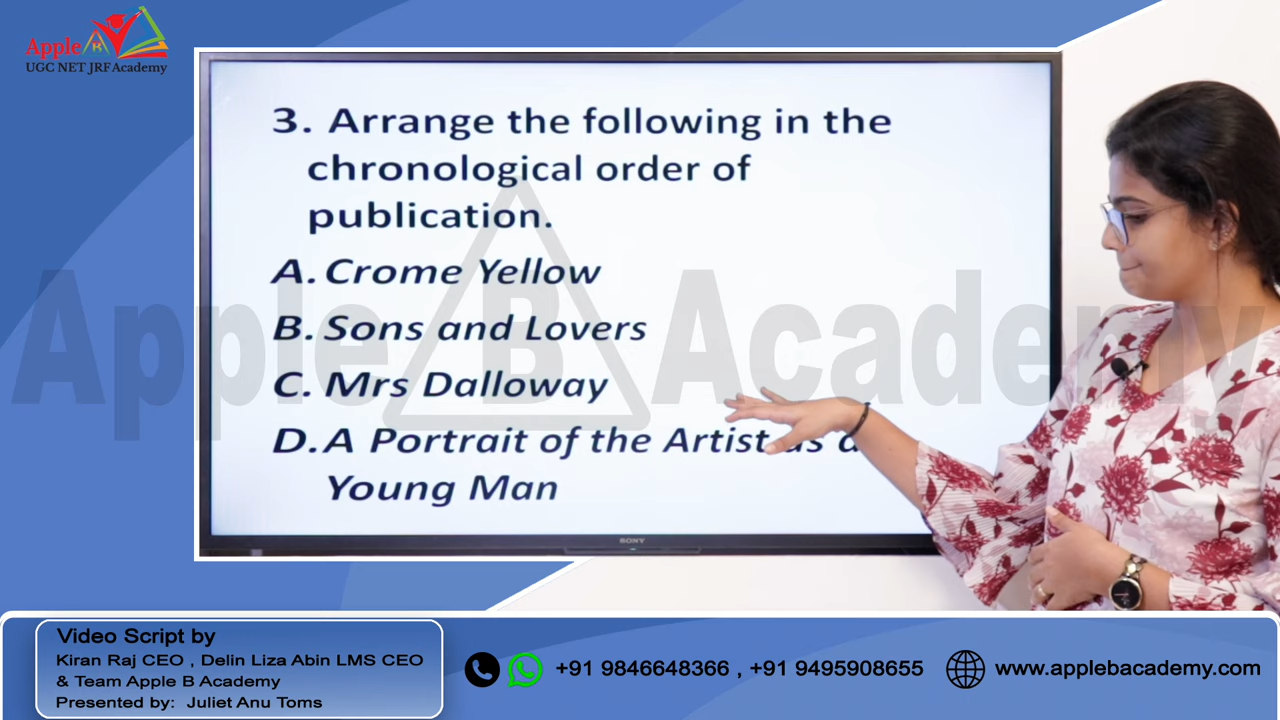 Apple B
UGC NET JRF Academy
3. Arrange the following in the
chronological order of
publication.
A. Crome Yellow
B. Sons and Lovers
C. Mrs Dalloway
D. A Portrait of the Artist as a
Young Man
Apple B Academy
SONY
Video Script by
Kiran Raj CEO , Delin Liza Abin LMS CEO
& Team Apple B Academy
Presented by: Juliet Anu Toms
+91 9846648366 , +91 9495908655
www.applebacademy.com